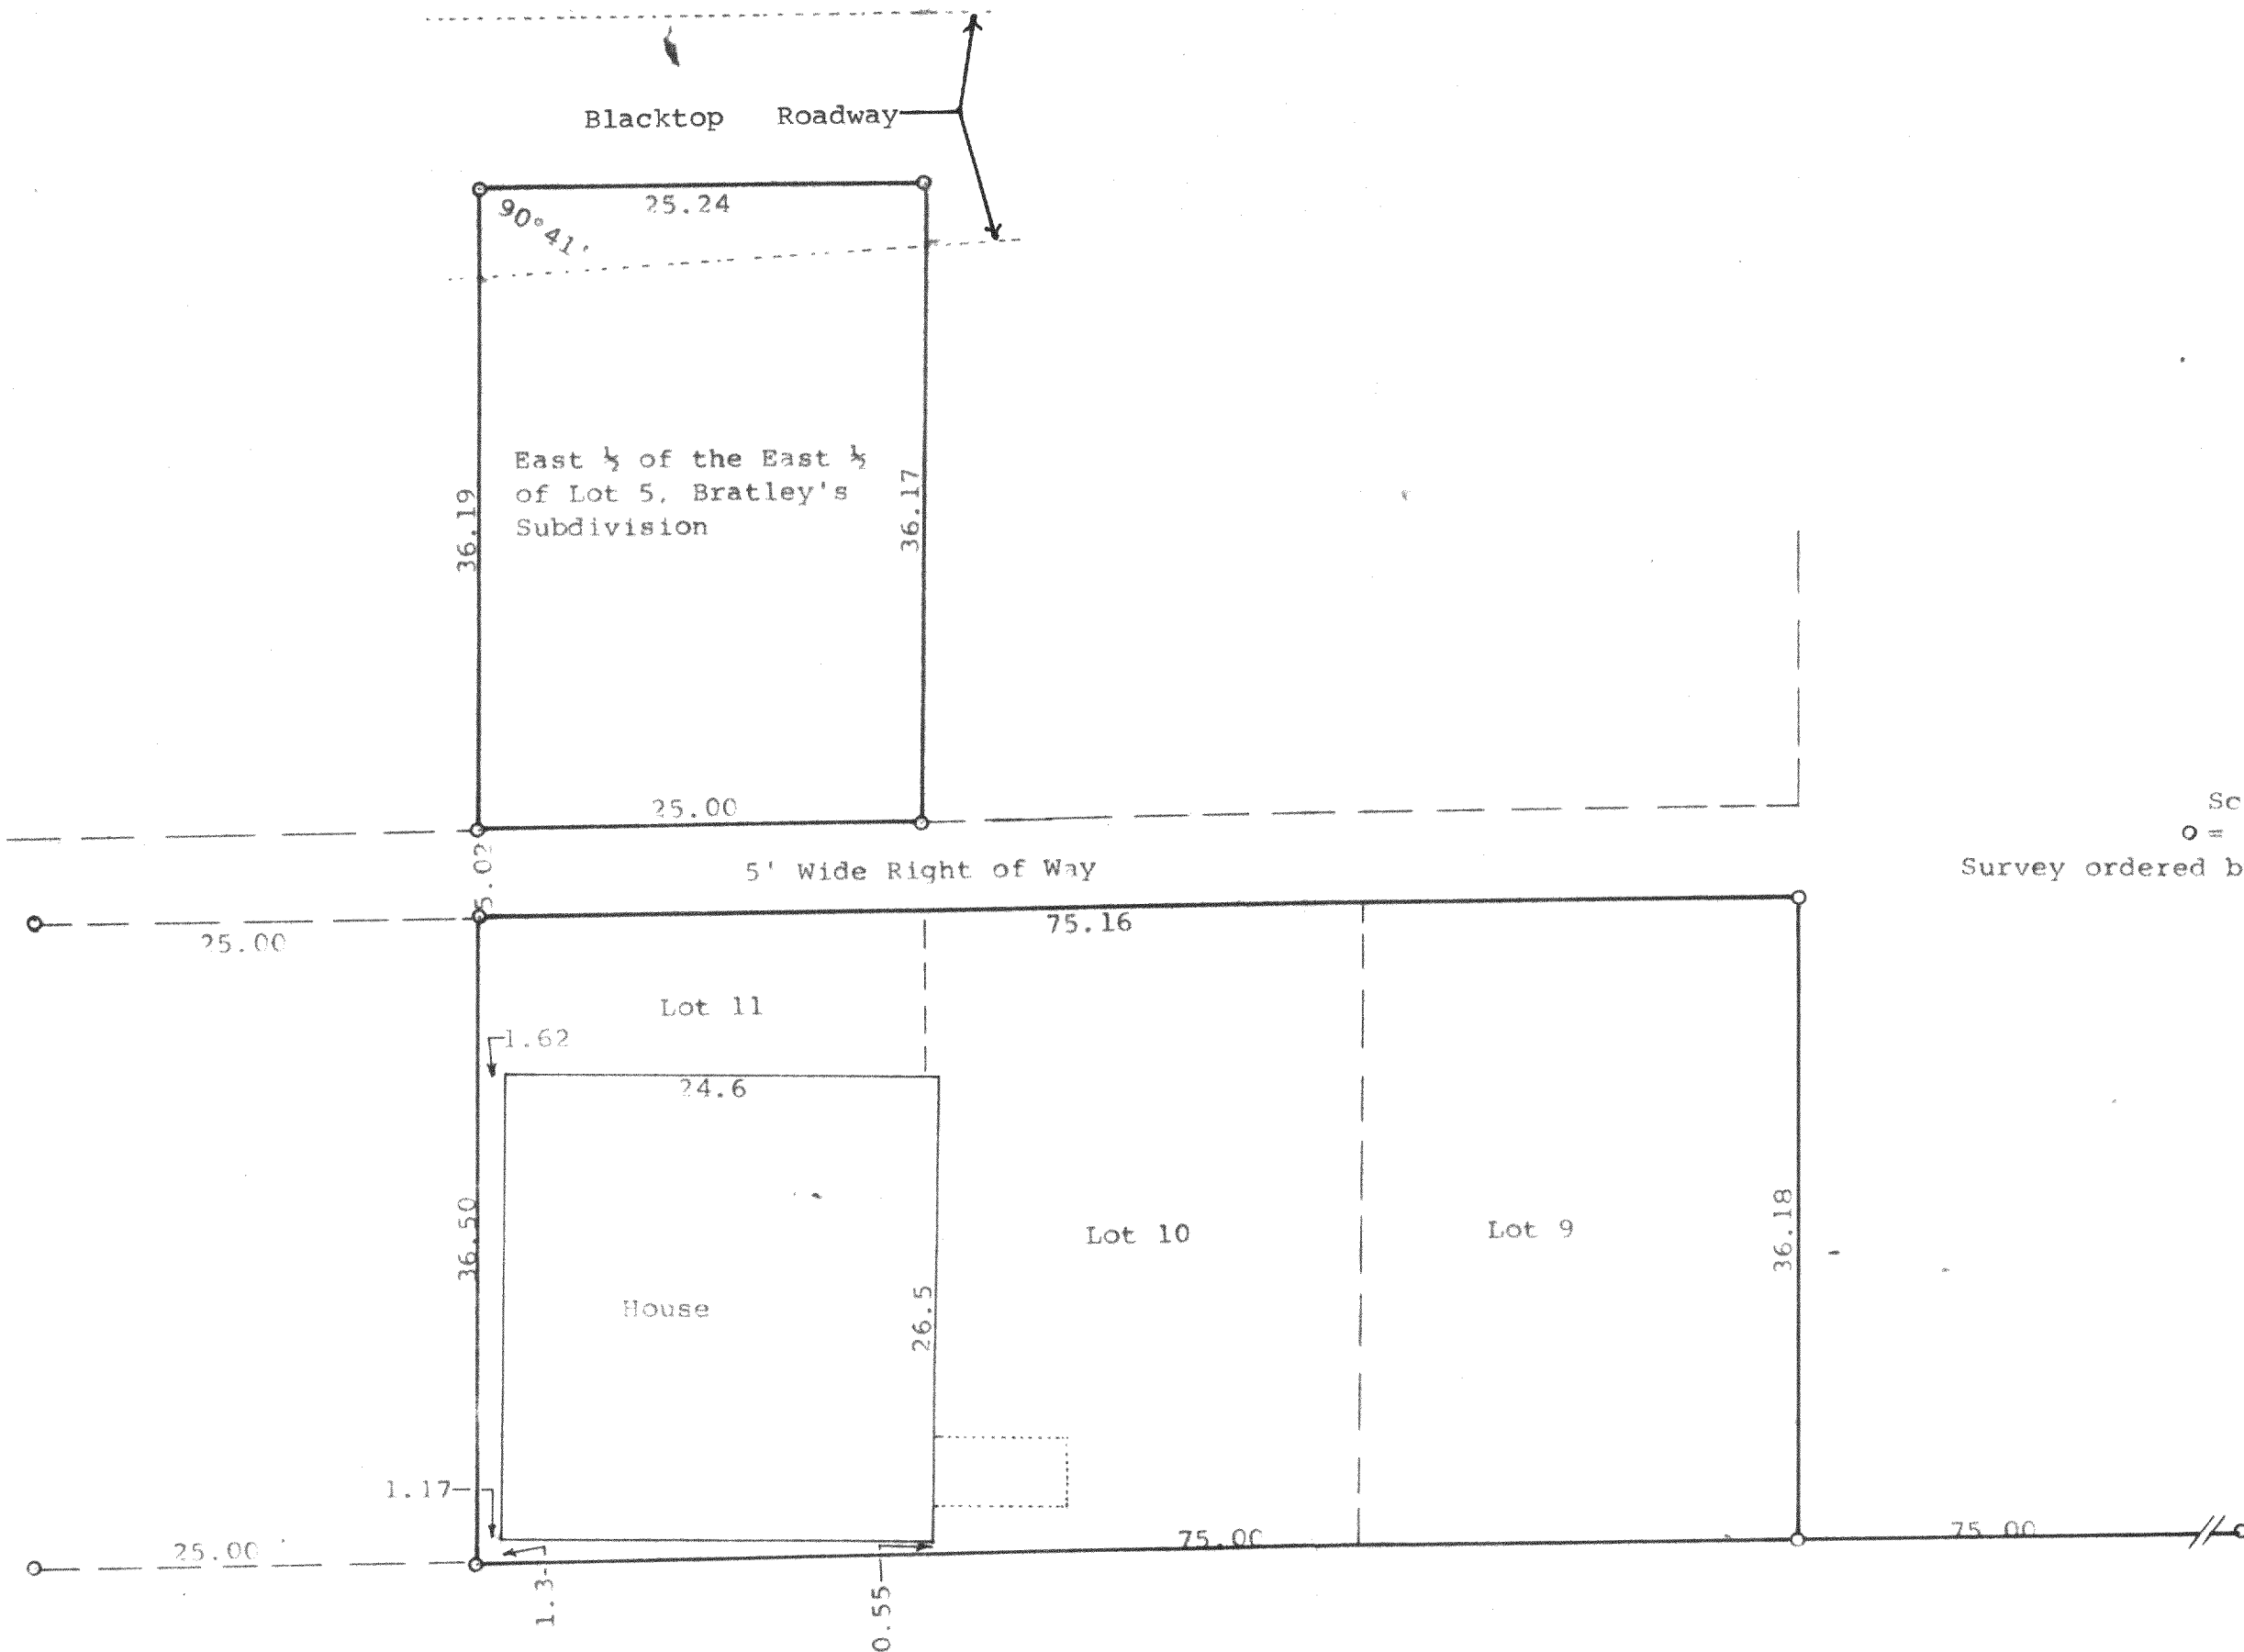 Blacktop Roadway
25.24
90°41'
36.19
East ½ of the East ½
of Lot 5, Bratley's
Subdivision
36.17
25.00
Sc
o =
5.02
5' Wide Right of Way
Survey ordered b
25.00
75.16
Lot 11
1.62
24.6
36.50
Lot 10
Lot 9
36.18
House
26.5
1.17
25.00
75.00
75.00
1.3
0.55